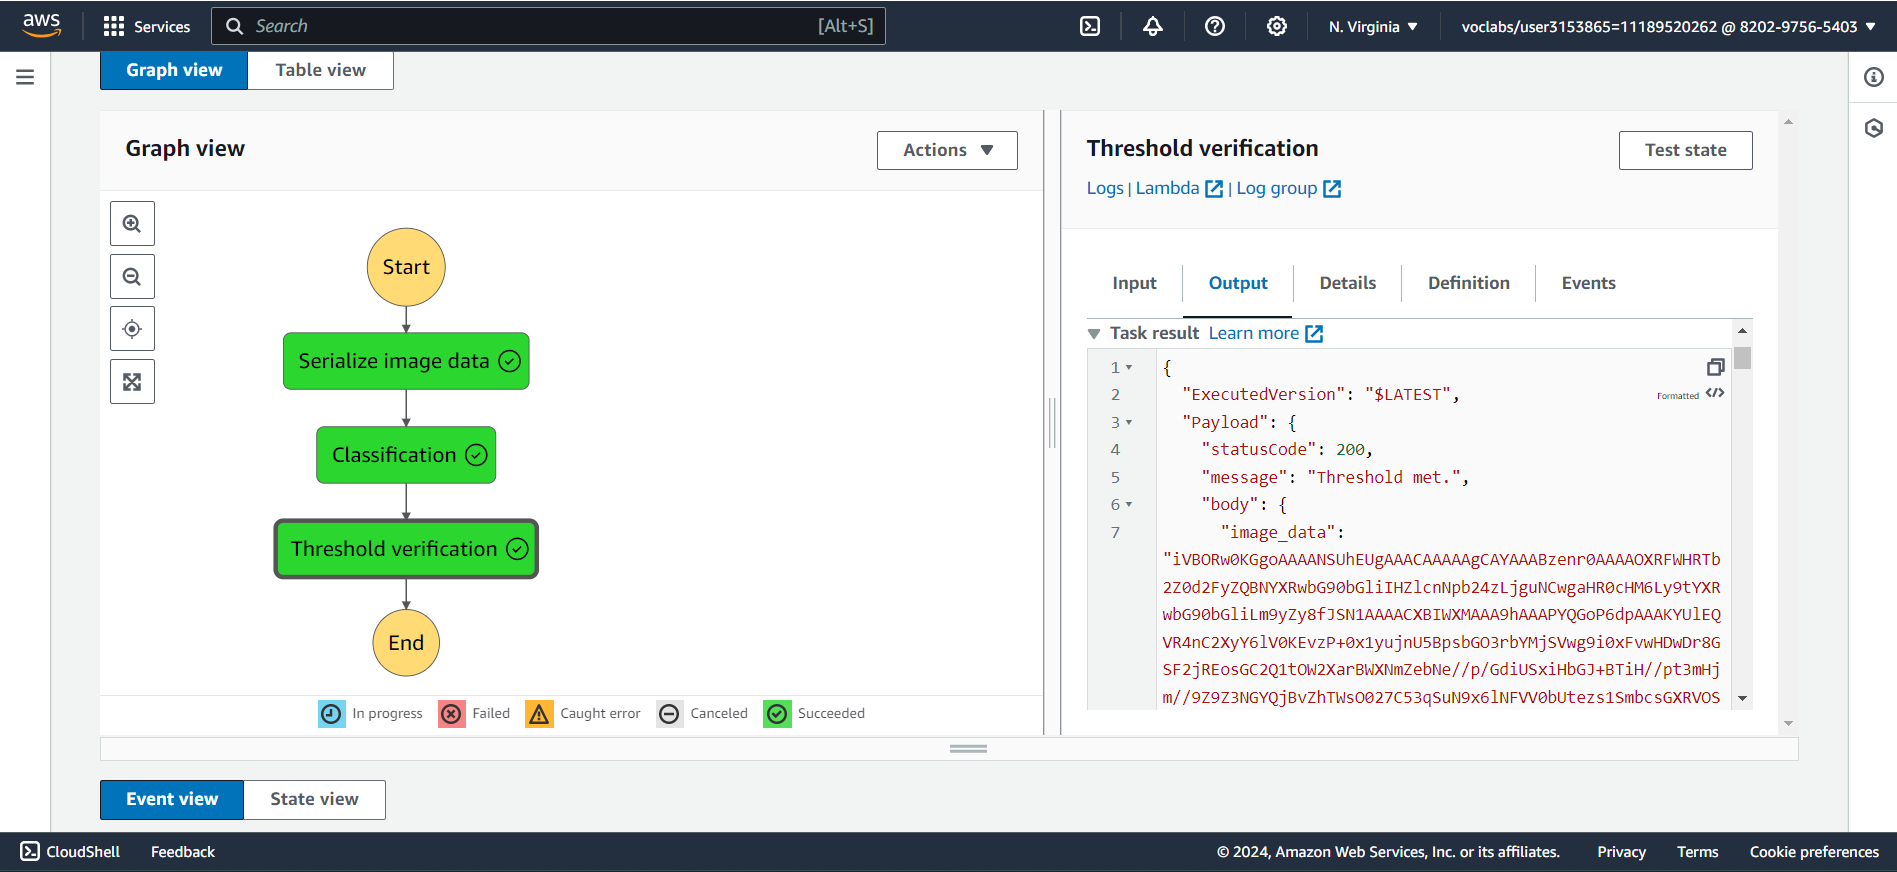 aws
Services
Search
[Alt+S]
N. Virginia
voclabs/user3153865=11189520262 @ 8202-9756-5403
Graph view
Table view
Graph view
Actions
Start
Serialize image data
Classification
Threshold verification
End
In progress
Failed
Caught error
Canceled
Succeeded
Threshold verification
Test state
Logs | Lambda | Log group
Input
Output
Details
Definition
Events
Task result Learn more
Formatted
1 {
2 "ExecutedVersion": "$LATEST",
3 "Payload": {
4 "statusCode": 200,
5 "message": "Threshold met.",
6 "body": {
7 "image_data":
"iVBORw0KGgoAAAANSUhEUgAAACAAAAAgCAYAAABzenr0AAAAOXRFWHRTb
2Z0d2FyZQBNYXRwbG90bGliIHZlcnNpb24zLjguNCwgaHR0cHM6Ly9tYXR
wbG90bGliLm9yZy8fJSN1AAAACXBIWXMAAA9hAAAPYQGoP6dpAAAKYUlEQ
VR4nC2XyY6lV0KEvzP+0x1yujnU5BpsbGO3rbYMjSVwg9i0xFvwHDwDr8G
SF2jREosGC2Q1tOW2XarBWXNmZebNe//p/GdiUSxiHbGJ+BTiH//pt3mHj
m//9Z9Z3NGYQjBvZhTWsO027C53qSuN9x6lNFVV0bUtezs1SmbcsGXRVOS
Event view
State view
CloudShell
Feedback
© 2024, Amazon Web Services, Inc. or its affiliates.
Privacy
Terms
Cookie preferences